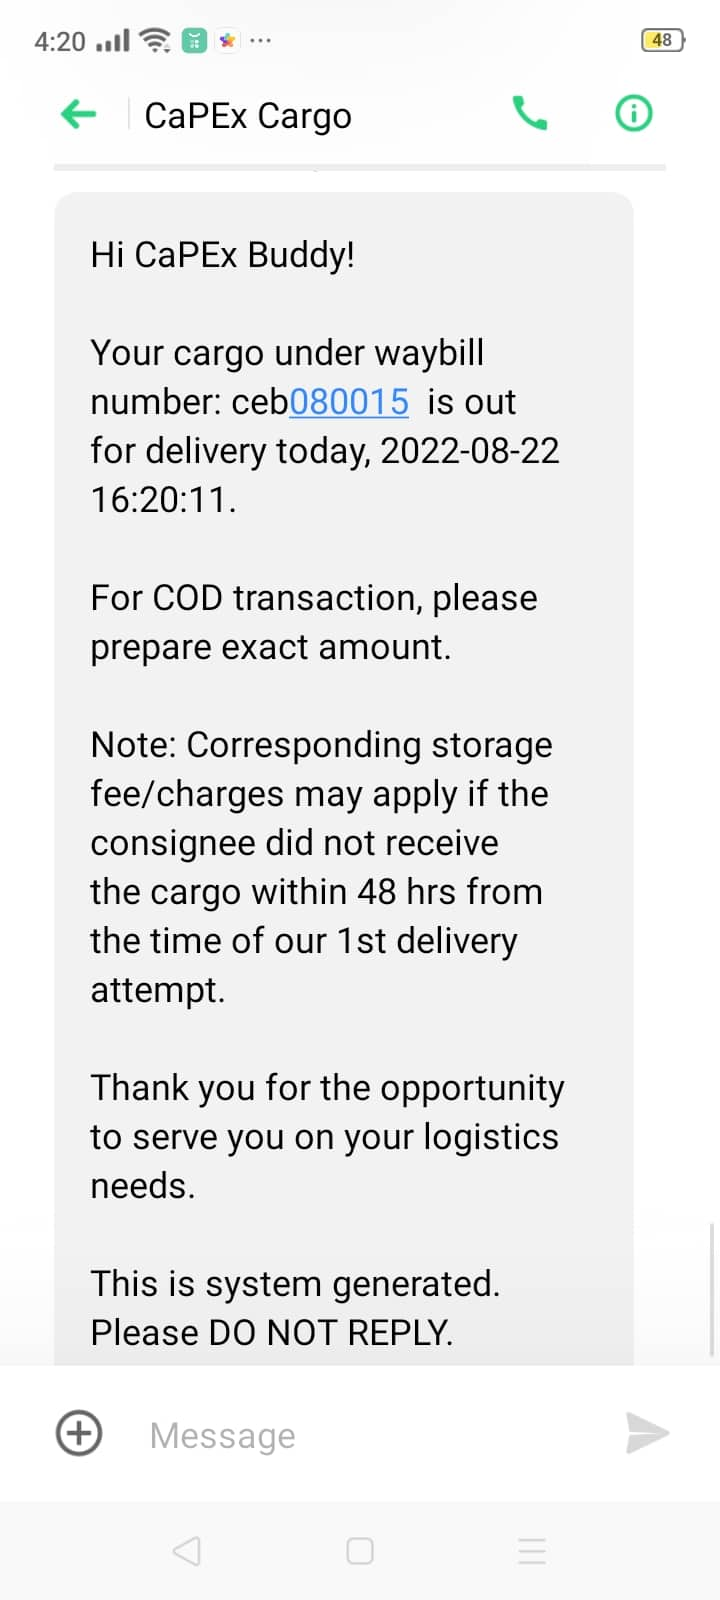 4:20
48
CaPEx Cargo
Hi CaPEx Buddy!
Your cargo under waybill
number: ceb080015 is out
for delivery today, 2022-08-22
16:20:11.
For COD transaction, please
prepare exact amount.
Note: Corresponding storage
fee/charges may apply if the
consignee did not receive
the cargo within 48 hrs from
the time of our 1st delivery
attempt.
Thank you for the opportunity
to serve you on your logistics
needs.
This is system generated.
Please DO NOT REPLY.
Message